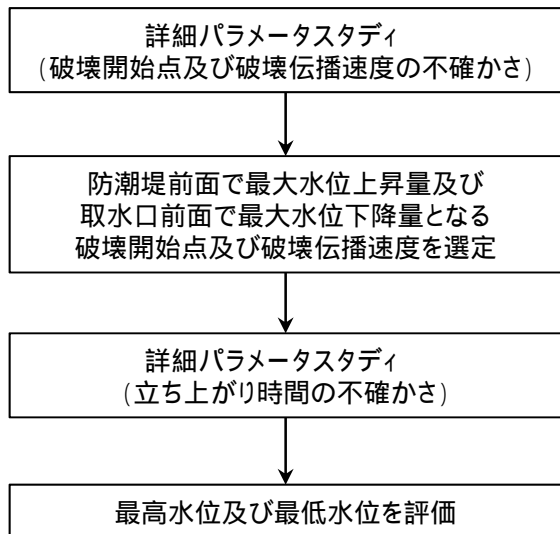 詳細パラメータスタディ
(破壊開始点及び破壊伝播速度の不確かさ)
防潮堤前面で最大水位上昇量及び
取水口前面で最大水位下降量となる
破壊開始点及び破壊伝播速度を選定
詳細パラメータスタディ
(立ち上がり時間の不確かさ)
最高水位及び最低水位を評価